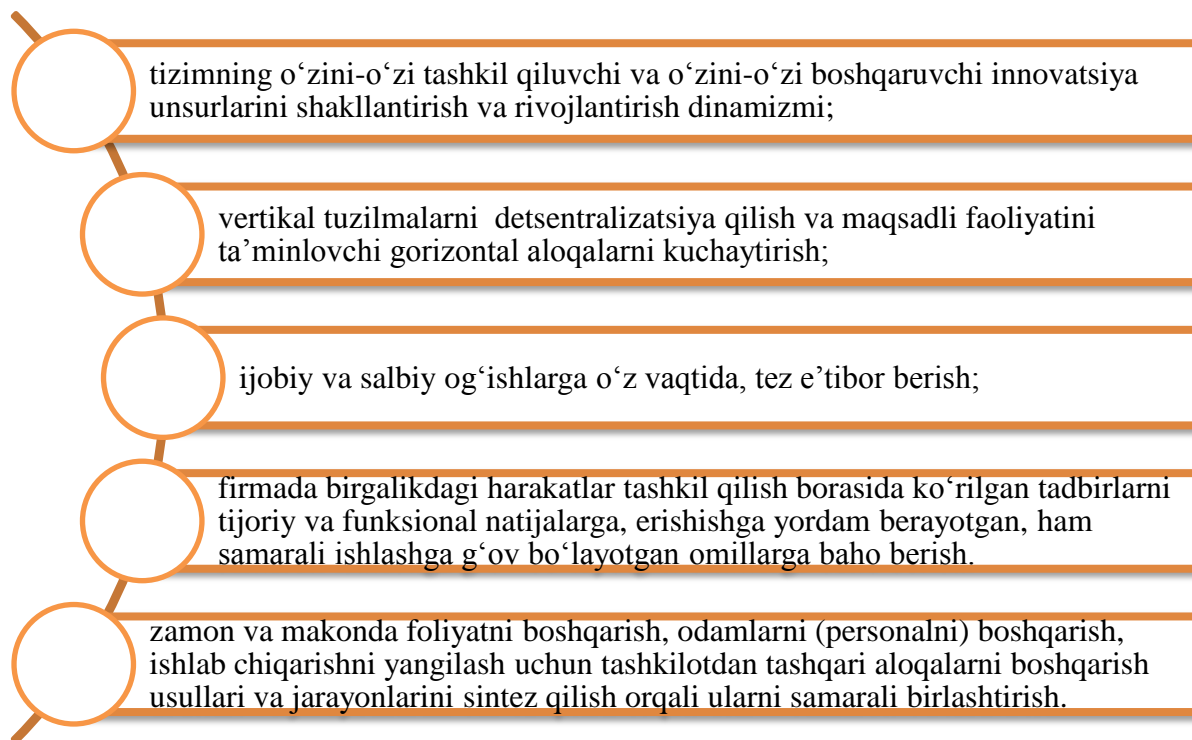 tizimning o‘zini-o‘zi tashkil qiluvchi va o‘zini-o‘zi boshqaruvchi innovatsiya
unsurlarini shakllantirish va rivojlantirish dinamizmi;
vertikal tuzilmalarni detsentralizatsiya qilish va maqsadli faoliyatini
ta’minlovchi gorizontal aloqalarni kuchaytirish;
ijobiy va salbiy og‘ishlarga o‘z vaqtida, tez e’tibor berish;
firmada birgalikdagi harakatlar tashkil qilish borasida ko‘rilgan tadbirlarni
tijoriy va funksional natijalarga, erishishga yordam berayotgan, ham
samarali ishlashga g‘ov bo‘layotgan omillarga baho berish.
zamon va makonda foliyatni boshqarish, odamlarni (personalni) boshqarish,
ishlab chiqarishni yangilash uchun tashkilotdan tashqari aloqalarni boshqarish
usullari va jarayonlarini sintez qilish orqali ularni samarali birlashtirish.